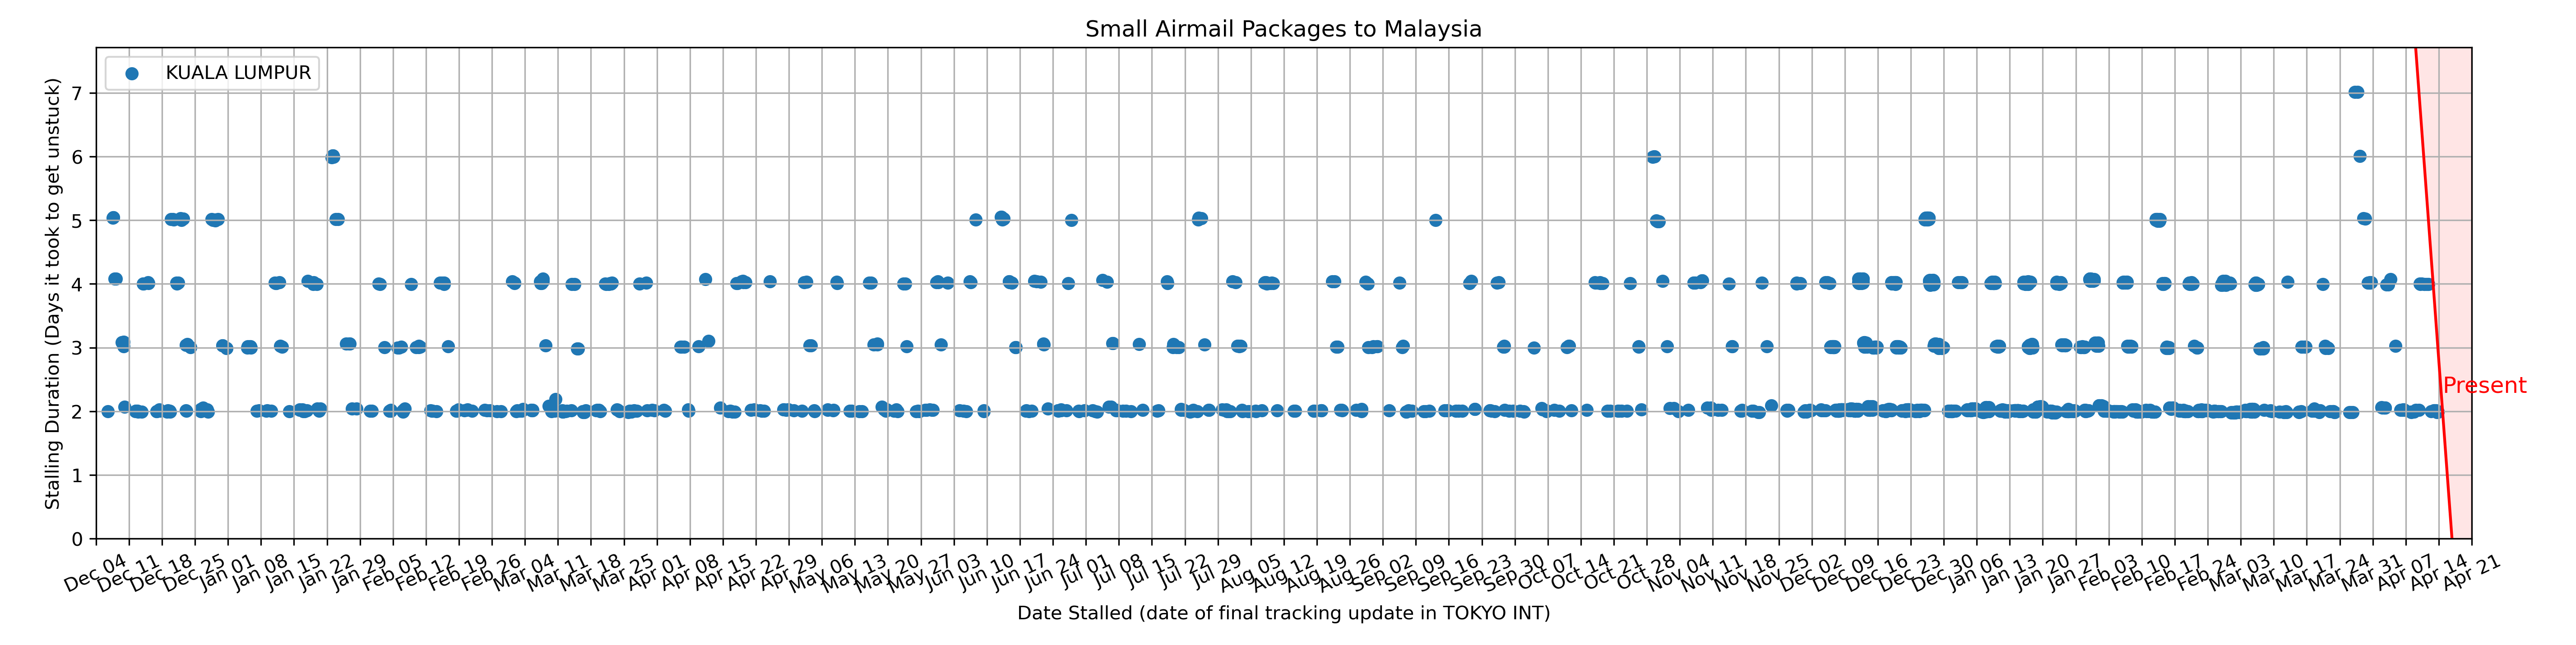 Small Airmail Packages to Malaysia
KUALA LUMPUR
Stalling Duration (Days it took to get unstuck)
7
6
5
4
3
2
1
0
Present
Dec 04
Dec 11
Dec 18
Dec 25
Jan 01
Jan 08
Jan 15
Jan 22
Jan 29
Feb 05
Feb 12
Feb 19
Feb 26
Mar 04
Mar 11
Mar 18
Mar 25
Apr 01
Apr 08
Apr 15
Apr 22
Apr 29
May 06
May 13
May 20
May 27
Jun 03
Jun 10
Jun 17
Jun 24
Jul 01
Jul 08
Jul 15
Jul 22
Jul 29
Aug 05
Aug 12
Aug 19
Aug 26
Sep 02
Sep 09
Sep 16
Sep 23
Sep 30
Oct 07
Oct 14
Oct 21
Oct 28
Nov 04
Nov 11
Nov 18
Nov 25
Dec 02
Dec 09
Dec 16
Dec 23
Dec 30
Jan 06
Jan 13
Jan 20
Jan 27
Feb 03
Feb 10
Feb 17
Feb 24
Mar 03
Mar 10
Mar 17
Mar 24
Mar 31
Apr 07
Apr 14
Apr 21
Date Stalled (date of final tracking update in TOKYO INT)